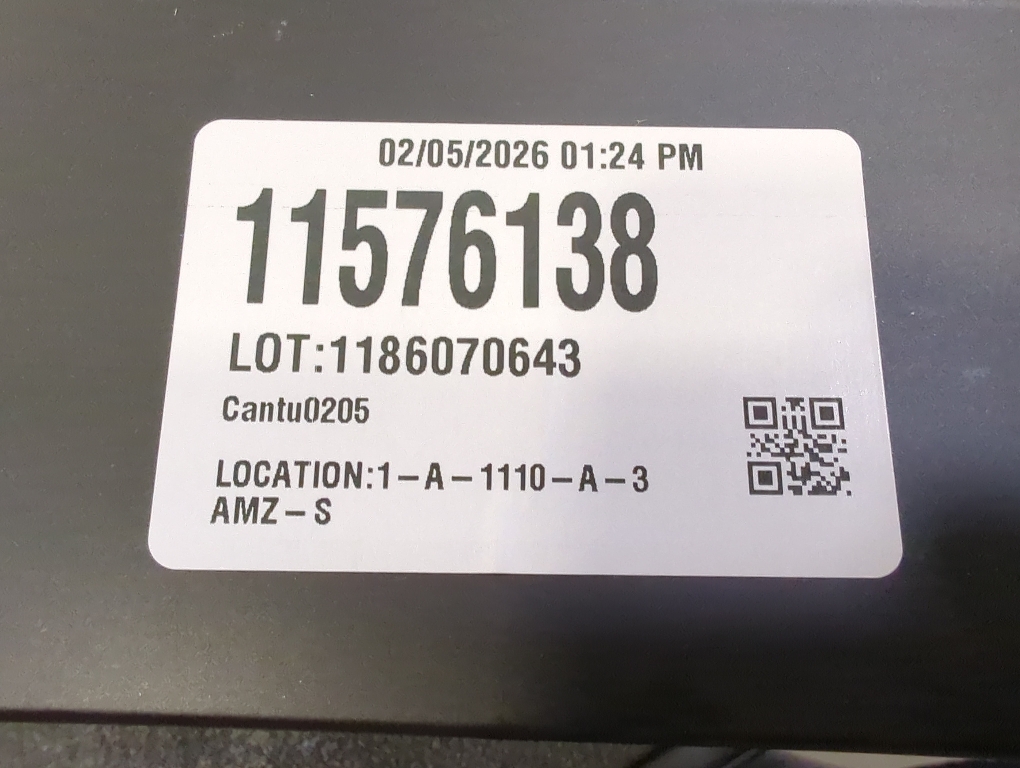 02/05/2026 01:24 PM
11576138
LOT:1186070643
Cantu0205
LOCATION:1-A-1110-A-3
AMZ-S